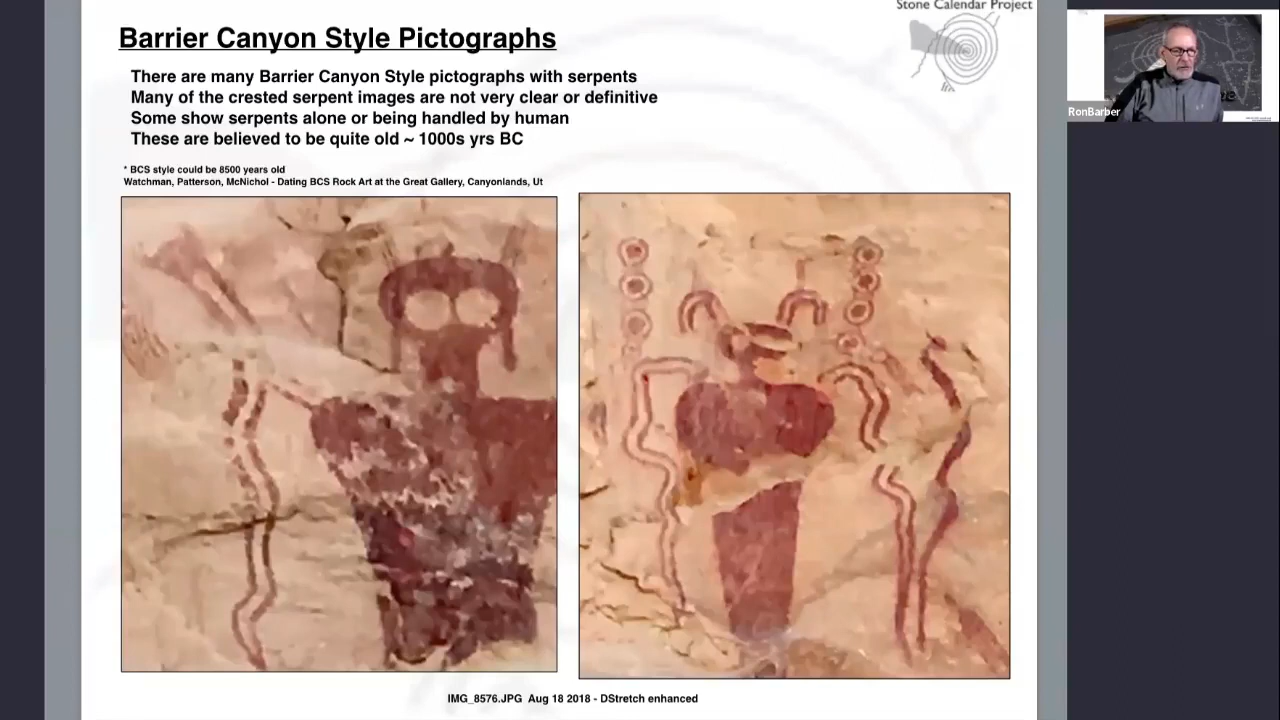 Stone Calendar Project
Barrier Canyon Style Pictographs
There are many Barrier Canyon Style pictographs with serpents
Many of the crested serpent images are not very clear or definitive
Some show serpents alone or being handled by human
These are believed to be quite old ~ 1000s yrs BC
* BCS style could be 8500 years old
Watchman, Patterson, McNichol - Dating BCS Rock Art at the Great Gallery, Canyonlands, Ut
IMG_8576.JPG Aug 18 2018 - DStretch enhanced
RonBarber